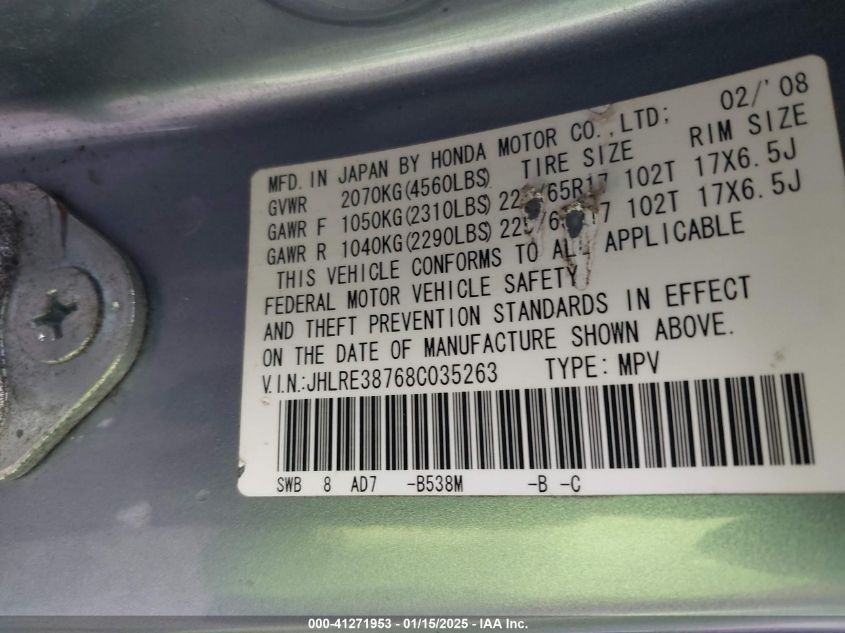 02/'08
MFD. IN JAPAN BY HONDA MOTOR CO.,LTD;
GVWR 2070KG(4560LBS) TIRE SIZE RIM SIZE
GAWR F 1050KG(2310LBS) 102T 17X6.5J
GAWR R 1040KG(2290LBS) 102T 17X6.5J
THIS VEHICLE CONFORMS TO ALL APPLICABLE
FEDERAL MOTOR VEHICLE SAFETY
AND THEFT PREVENTION STANDARDS IN EFFECT
ON THE DATE OF MANUFACTURE SHOWN ABOVE.
V.I.N.:JHLRE38768C035263 TYPE:MPV
SWB 8 AD7 -B538M -B -C
000-41271953 - 01/15/2025 - IAA Inc.